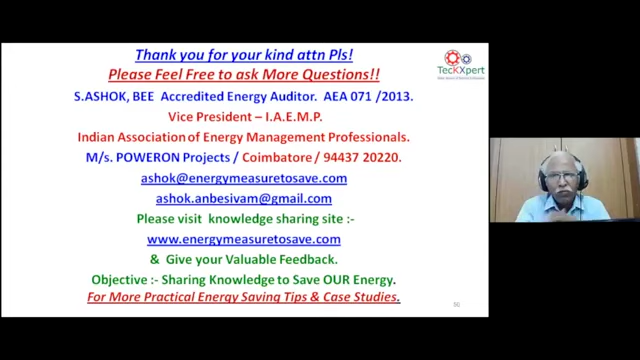 Thank you for your kind attn Pls!
Please Feel Free to ask More Questions!!
S.ASHOK, BEE Accredited Energy Auditor. AEA 071 /2013.
Vice President – I.A.E.M.P.
Indian Association of Energy Management Professionals.
M/s. POWERON Projects / Coimbatore / 94437 20220.
ashok@energymeasuretosave.com
ashok.anbesivam@gmail.com
Please visit knowledge sharing site :-
www.energymeasuretosave.com
& Give your Valuable Feedback.
Objective :- Sharing Knowledge to Save OUR Energy.
For More Practical Energy Saving Tips & Case Studies.
TecKXpert